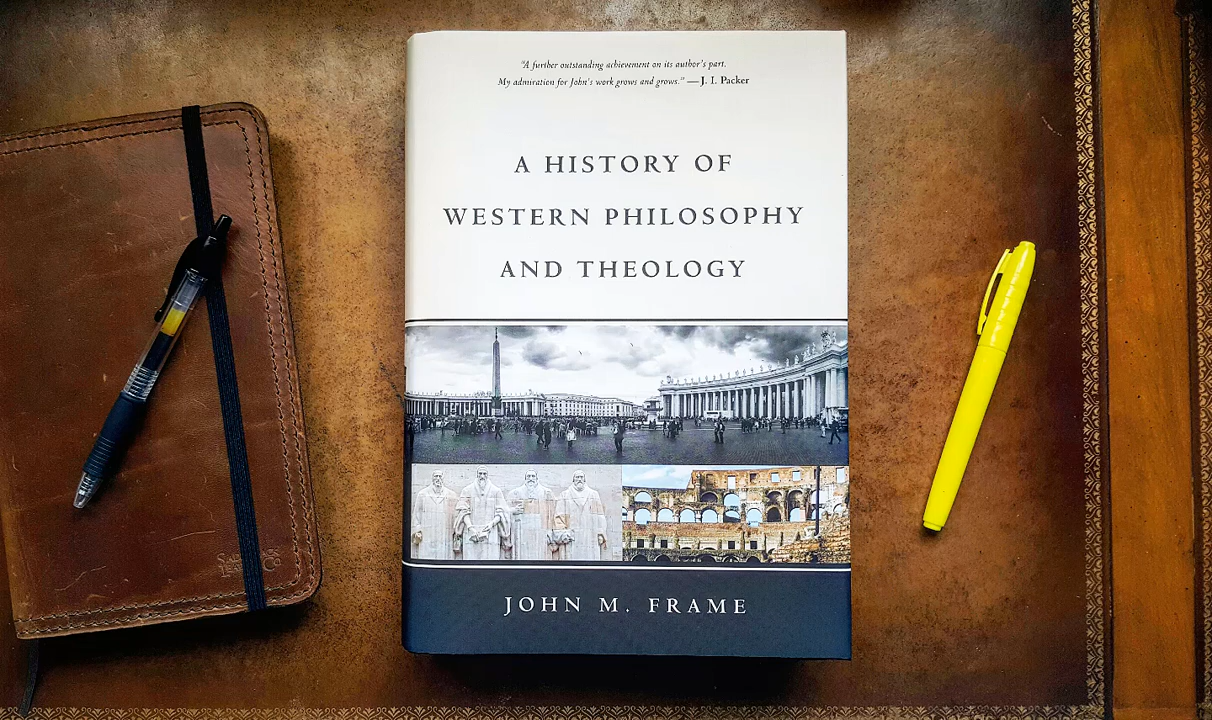 "A further outstanding achievement on its author's part.
My admiration for John's work grows and grows." — J. I. Packer
A HISTORY OF
WESTERN PHILOSOPHY
AND THEOLOGY
JOHN M. FRAME